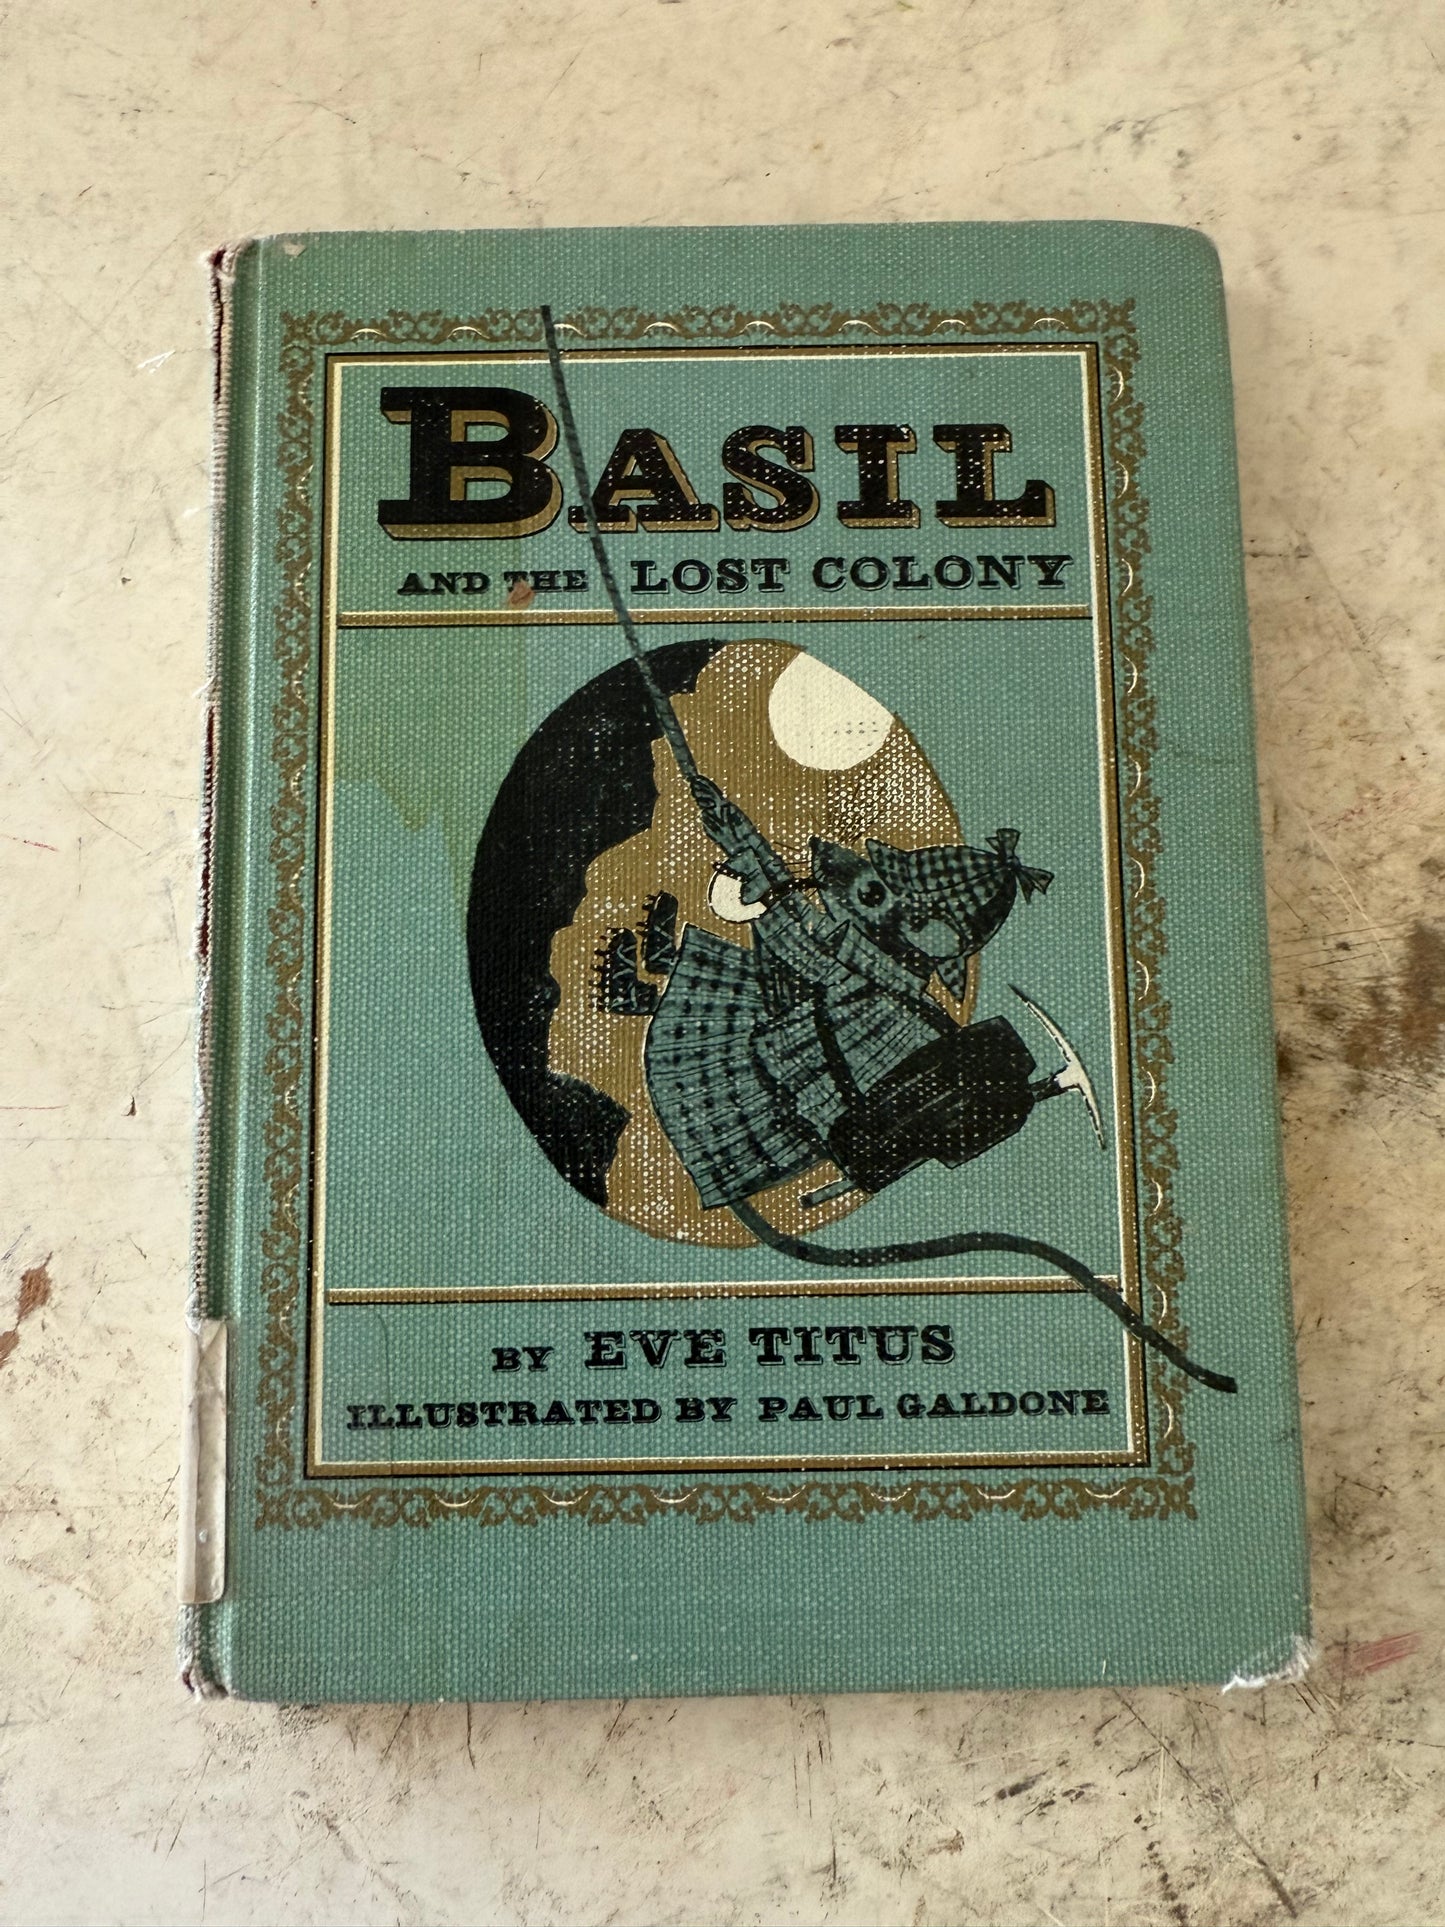 BASIL
AND THE LOST COLONY
BY EVE TITUS
ILLUSTRATED BY PAUL GALDONE